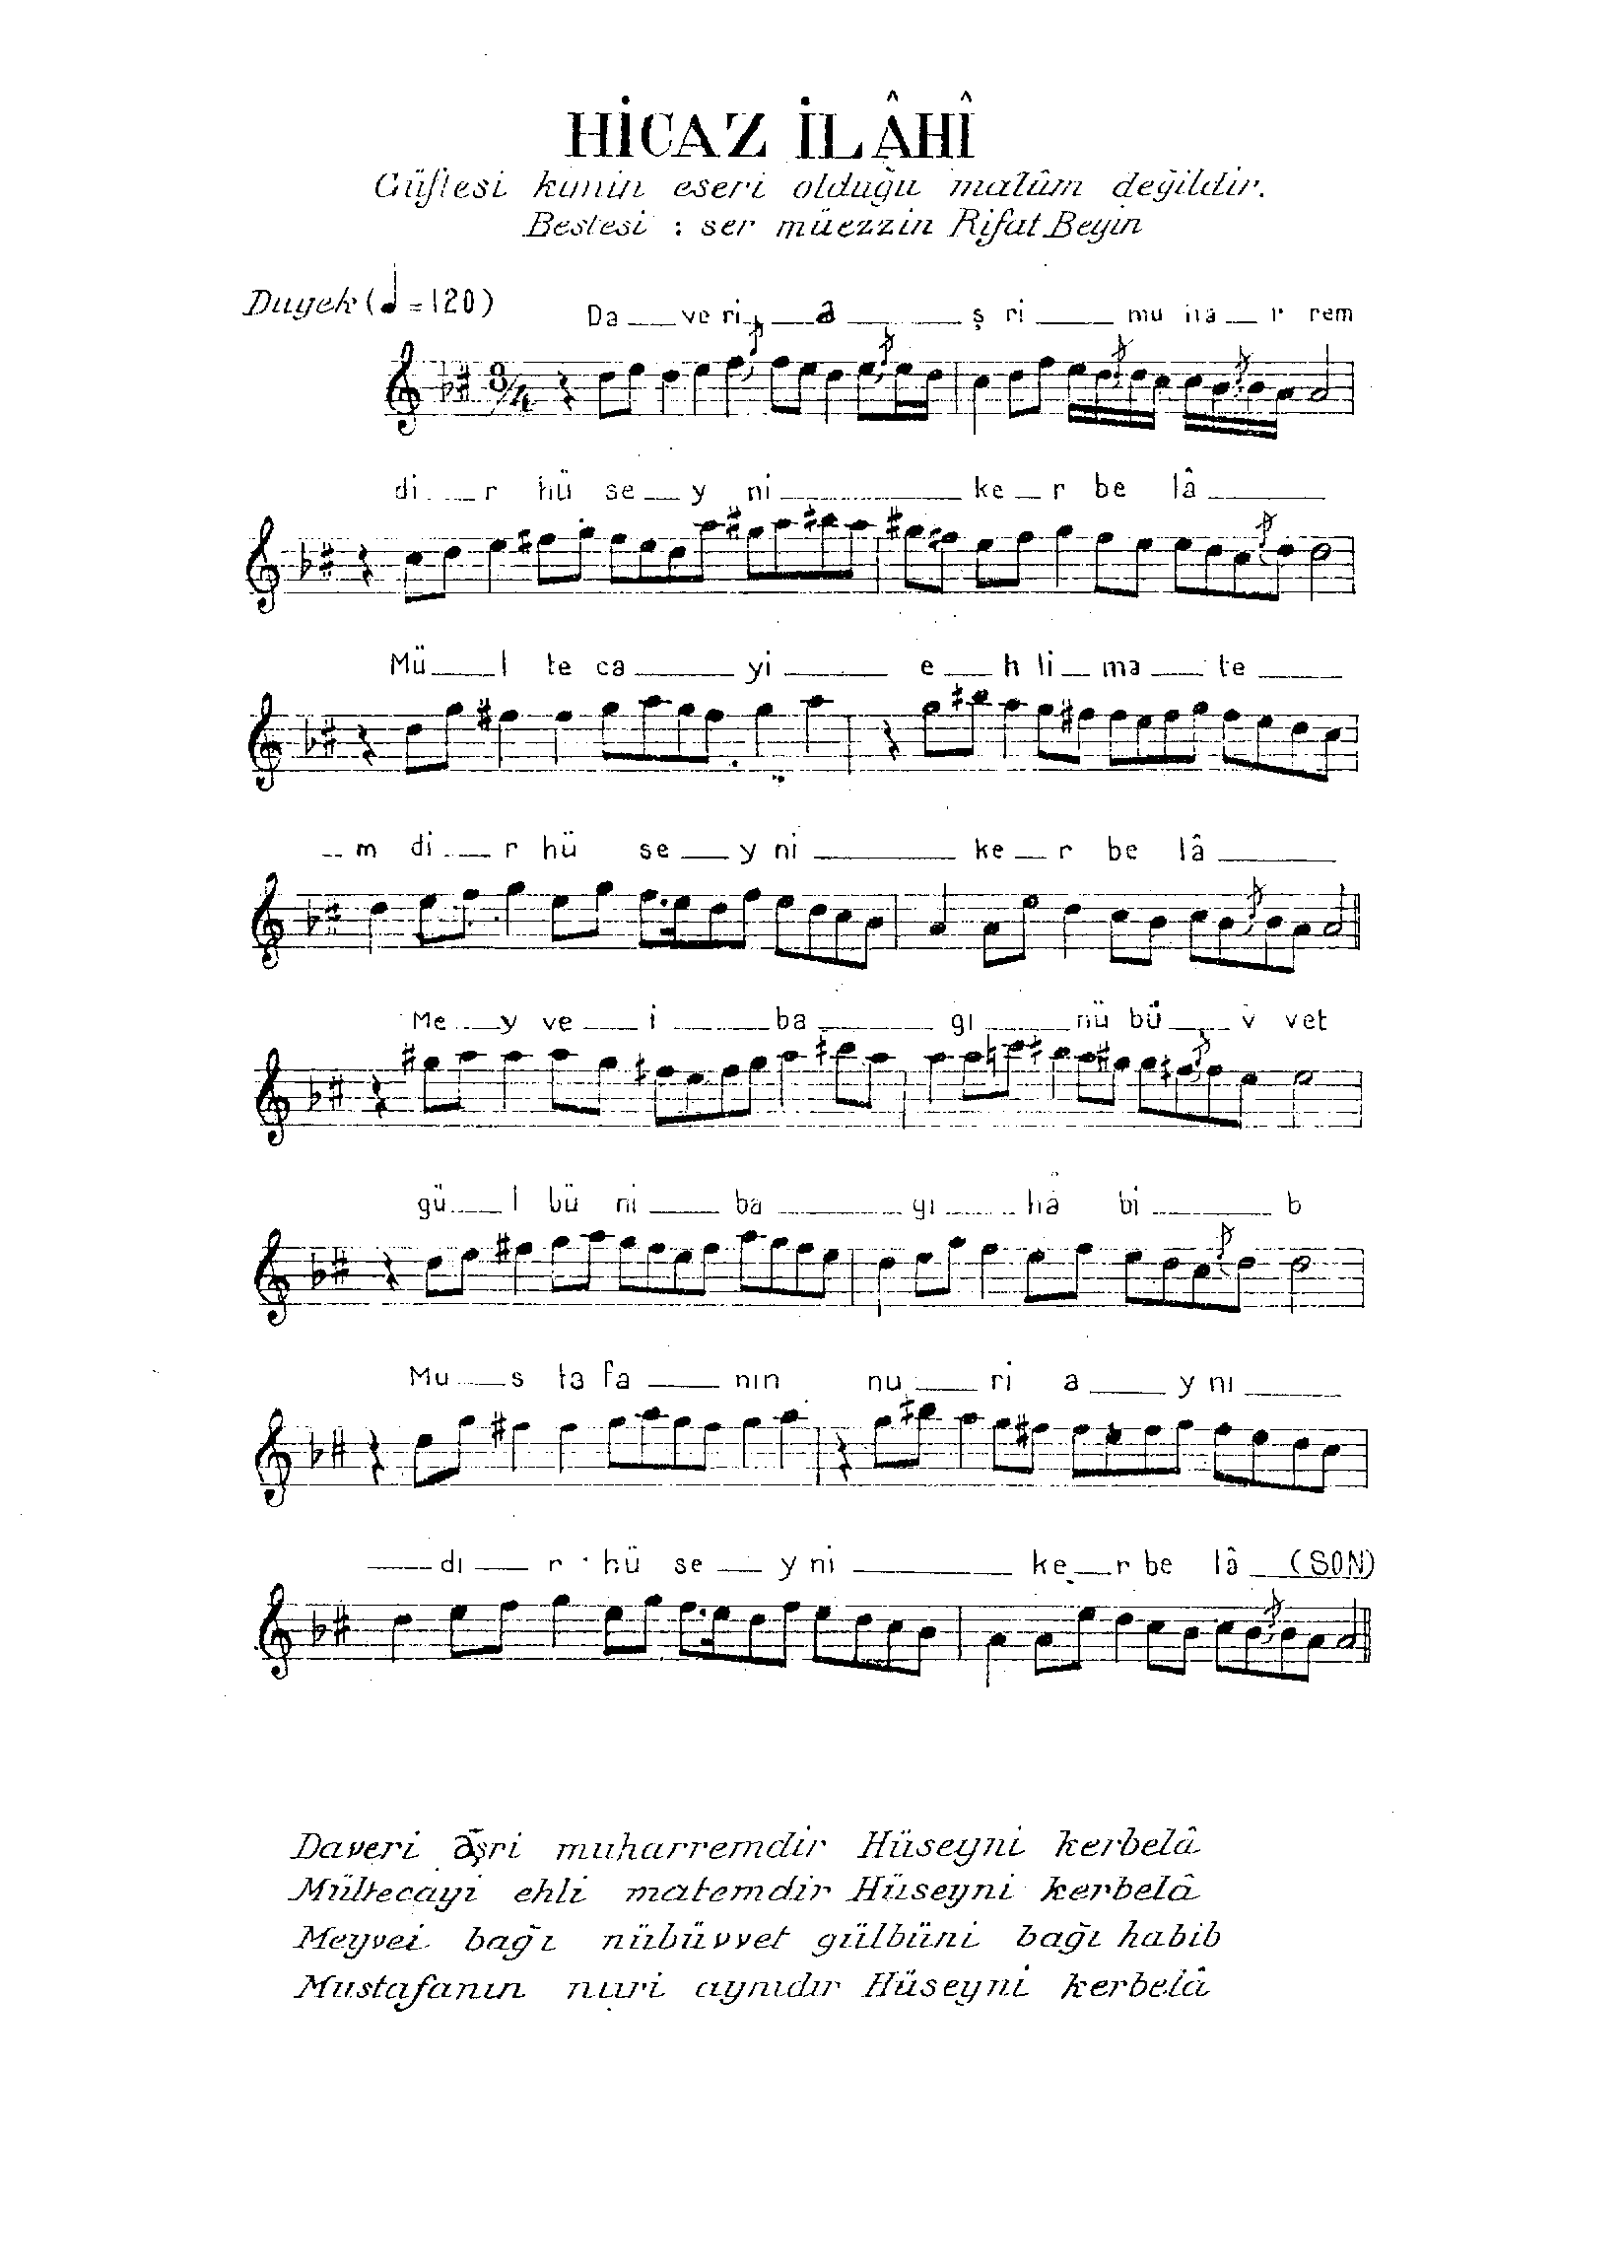 HİCAZ İLÂHÎ
Güftesi kimin eseri olduğu malûm değildir.
Bestesi : ser müezzin Rifat Beyin
Duyek (♩ = 120)
Da ve ri a ş ri mu ha r rem
8/4
di r hü se y ni ke r be lâ
Mü l te ca yi e h li ma te
m di r hü se y ni ke r be lâ
Me y ve i ba gı nü bü v vet
gü l bü ni ba gı ha bi b
Mu s ta fa nın nu ri a y nı
dı r hü se y ni ke r be lâ (SON)
Daveri âşri muharremdir Hüseyni kerbelâ
Mültecayi ehli matemdir Hüseyni kerbelâ
Meyvei bağı nübüvvet gülbüni bağı habib
Mustafanın nuri aynıdır Hüseyni kerbelâ